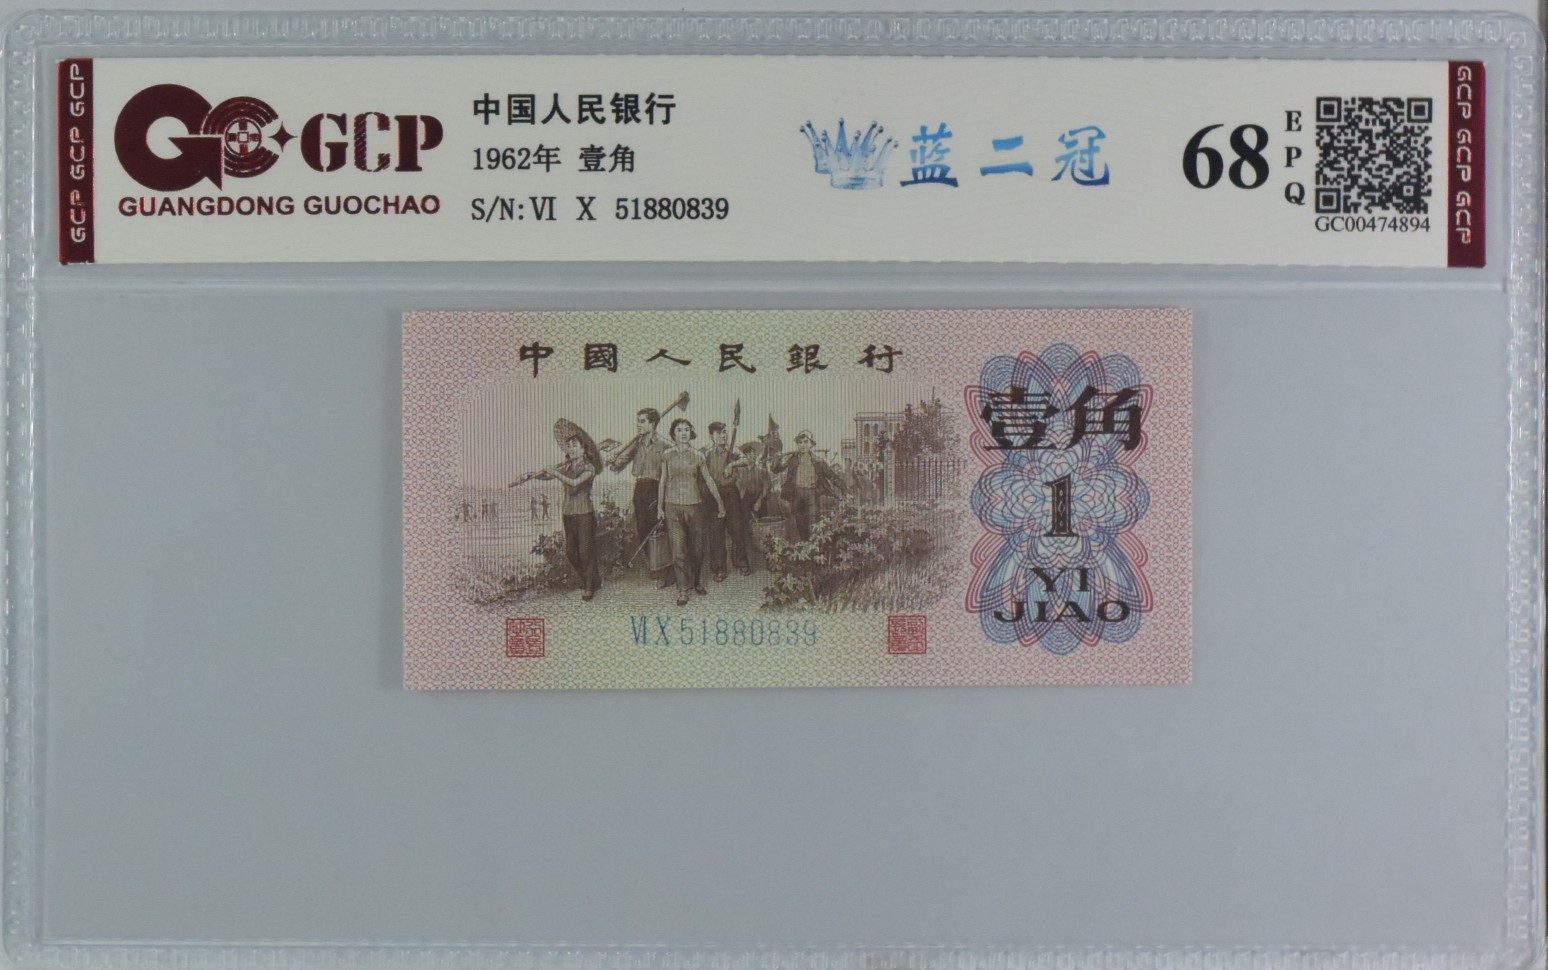 GCP GCP GCP
GCP
GUANGDONG GUOCHAO
中国人民银行
1962年 壹角
S/N:Ⅵ X 51880839
蓝二冠
68
EPQ
GC00474894
GCP GCP GCP
中國人民銀行
壹角
1
YI
JIAO
ⅥX51880839